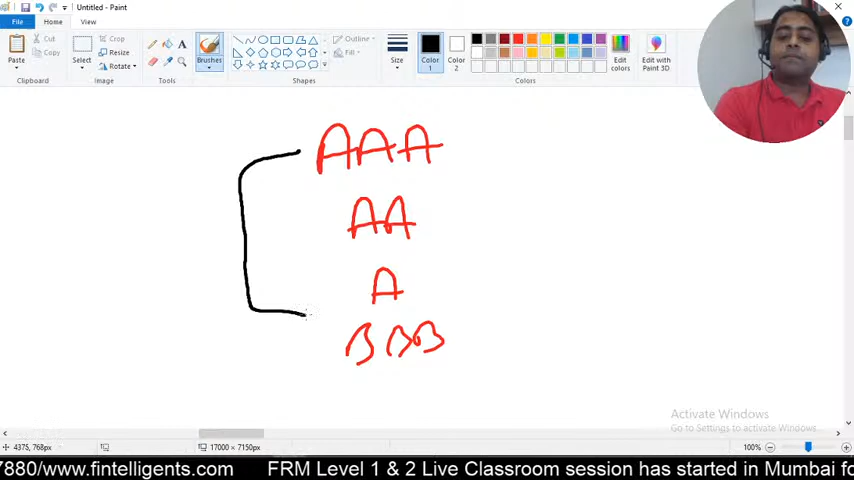 Untitled - Paint
File Home View
Cut
Copy
Paste
Clipboard
Select
Crop
Resize
Rotate
Image
Tools
Brushes
Outline
Fill
Shapes
Size
Color 1
Color 2
Edit colors
Edit with Paint 3D
Colors
AAA
AA
A
BBB
Activate Windows
Go to Settings to activate Windows.
4375, 768px
17000 × 7150px
100%
7880/www.fintelligents.com FRM Level 1 & 2 Live Classroom session has started in Mumbai fo